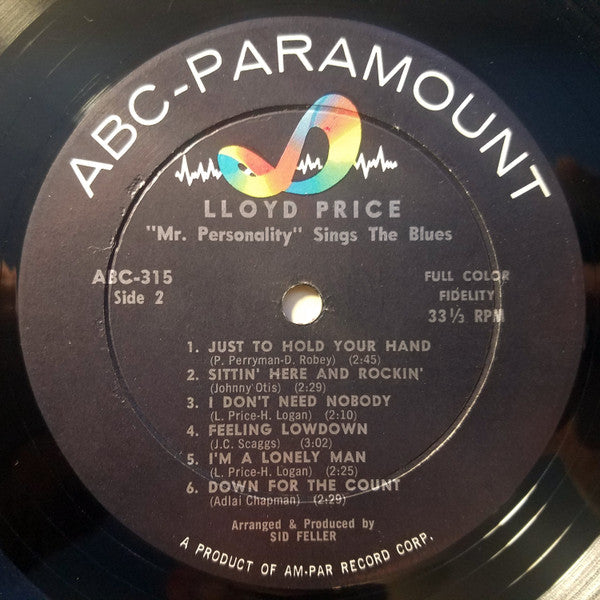 ABC-PARAMOUNT
LLOYD PRICE
"Mr. Personality" Sings The Blues
ABC-315
Side 2
FULL COLOR
FIDELITY
33⅓ RPM
1. JUST TO HOLD YOUR HAND
(P. Perryman-D. Robey) (2:45)
2. SITTIN' HERE AND ROCKIN'
(Johnny Otis) (2:29)
3. I DON'T NEED NOBODY
(L. Price-H. Logan) (2:10)
4. FEELING LOWDOWN
(J.C. Scaggs) (3:02)
5. I'M A LONELY MAN
(L. Price-H. Logan) (2:25)
6. DOWN FOR THE COUNT
(Adlai Chapman) (2:29)
Arranged & Produced by
SID FELLER
A PRODUCT OF AM-PAR RECORD CORP.